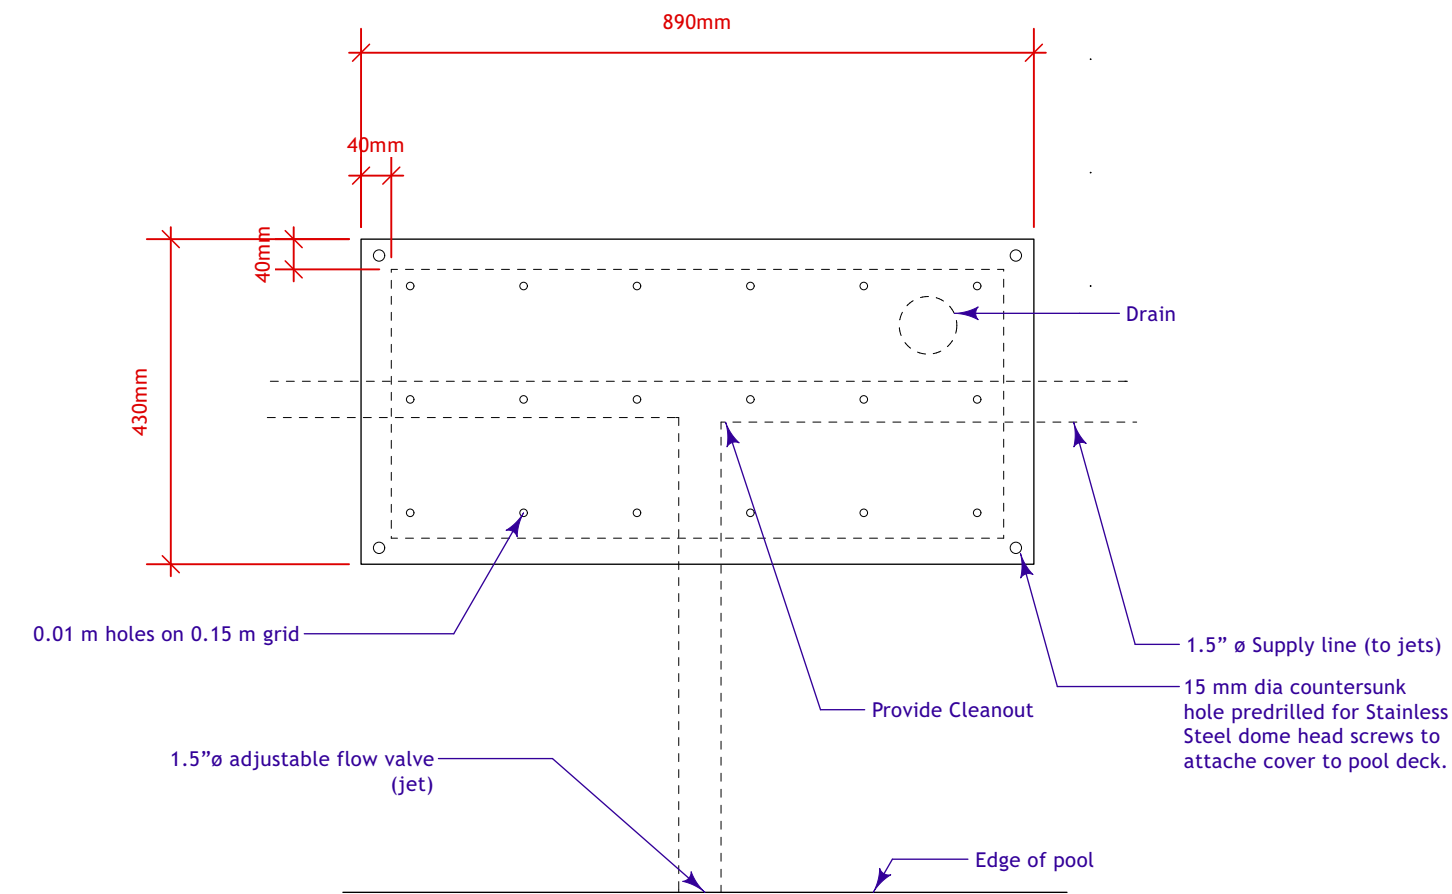 890mm
40mm
40mm
430mm
Drain
0.01 m holes on 0.15 m grid
1.5” ø Supply line (to jets)
15 mm dia countersunk
hole predrilled for Stainless
Steel dome head screws to
attache cover to pool deck.
Provide Cleanout
1.5”ø adjustable flow valve
(jet)
Edge of pool